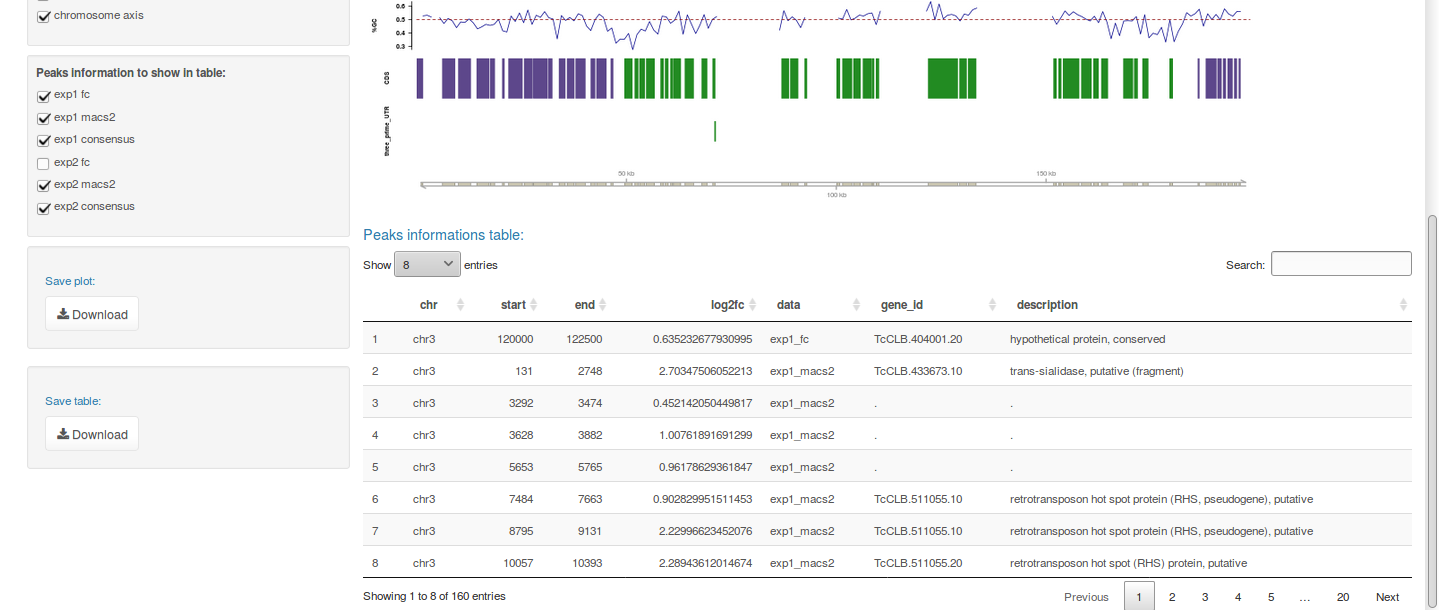 chromosome axis
Peaks information to show in table:
exp1 fc
exp1 macs2
exp1 consensus
exp2 fc
exp2 macs2
exp2 consensus
Save plot:
Download
Save table:
Download
%GC
0.6
0.5
0.4
0.3
CDS
three_prime_UTR
50 kb
150 kb
100 kb
Peaks informations table:
Show 8 entries
Search:
chr start end log2fc data gene_id description
1 chr3 120000 122500 0.635232677930995 exp1_fc TcCLB.404001.20 hypothetical protein, conserved
2 chr3 131 2748 2.70347506052213 exp1_macs2 TcCLB.433673.10 trans-sialidase, putative (fragment)
3 chr3 3292 3474 0.452142050449817 exp1_macs2 . .
4 chr3 3628 3882 1.00761891691299 exp1_macs2 . .
5 chr3 5653 5765 0.96178629361847 exp1_macs2 . .
6 chr3 7484 7663 0.902829951511453 exp1_macs2 TcCLB.511055.10 retrotransposon hot spot protein (RHS, pseudogene), putative
7 chr3 8795 9131 2.22996623452076 exp1_macs2 TcCLB.511055.10 retrotransposon hot spot protein (RHS, pseudogene), putative
8 chr3 10057 10393 2.28943612014674 exp1_macs2 TcCLB.511055.20 retrotransposon hot spot (RHS) protein, putative
Showing 1 to 8 of 160 entries
Previous 1 2 3 4 5 … 20 Next